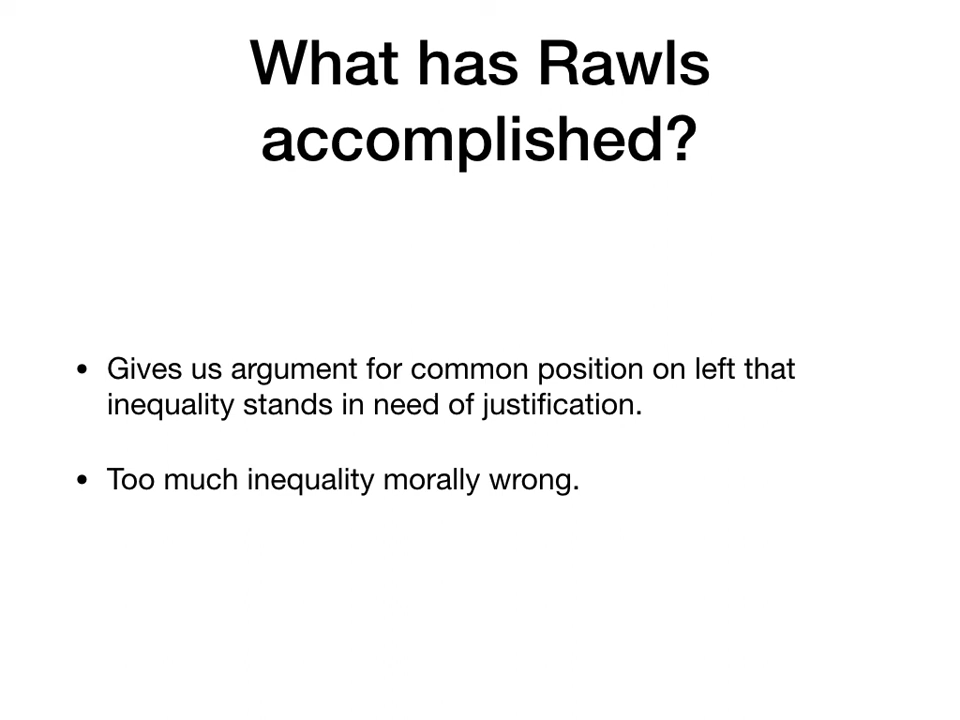 What has Rawls
accomplished?
• Gives us argument for common position on left that
inequality stands in need of justification.
• Too much inequality morally wrong.